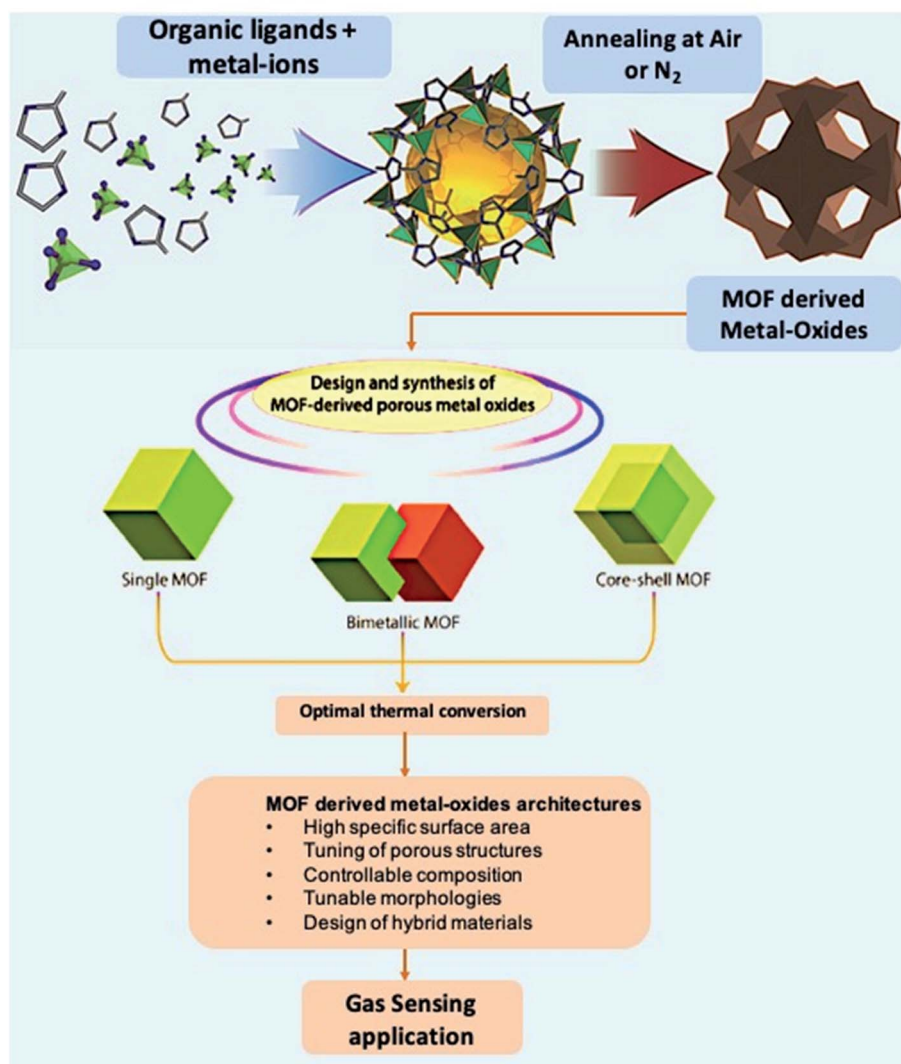 Organic ligands +
metal-ions
Annealing at Air
or N₂
MOF derived
Metal-Oxides
Design and synthesis of
MOF-derived porous metal oxides
Single MOF
Bimetallic MOF
Core-shell MOF
Optimal thermal conversion
MOF derived metal-oxides architectures
• High specific surface area
• Tuning of porous structures
• Controllable composition
• Tunable morphologies
• Design of hybrid materials
Gas Sensing
application